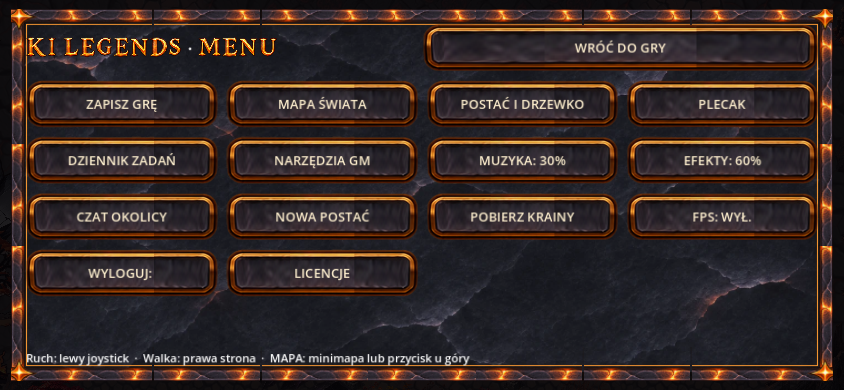 KI LEGENDS · MENU
WRÓĆ DO GRY
ZAPISZ GRĘ
MAPA ŚWIATA
POSTAĆ I DRZEWKO
PLECAK
DZIENNIK ZADAŃ
NARZĘDZIA GM
MUZYKA: 30%
EFEKTY: 60%
CZAT OKOLICY
NOWA POSTAĆ
POBIERZ KRAINY
FPS: WYŁ.
WYLOGUJ:
LICENCJE
Ruch: lewy joystick · Walka: prawa strona · MAPA: minimapa lub przycisk u góry